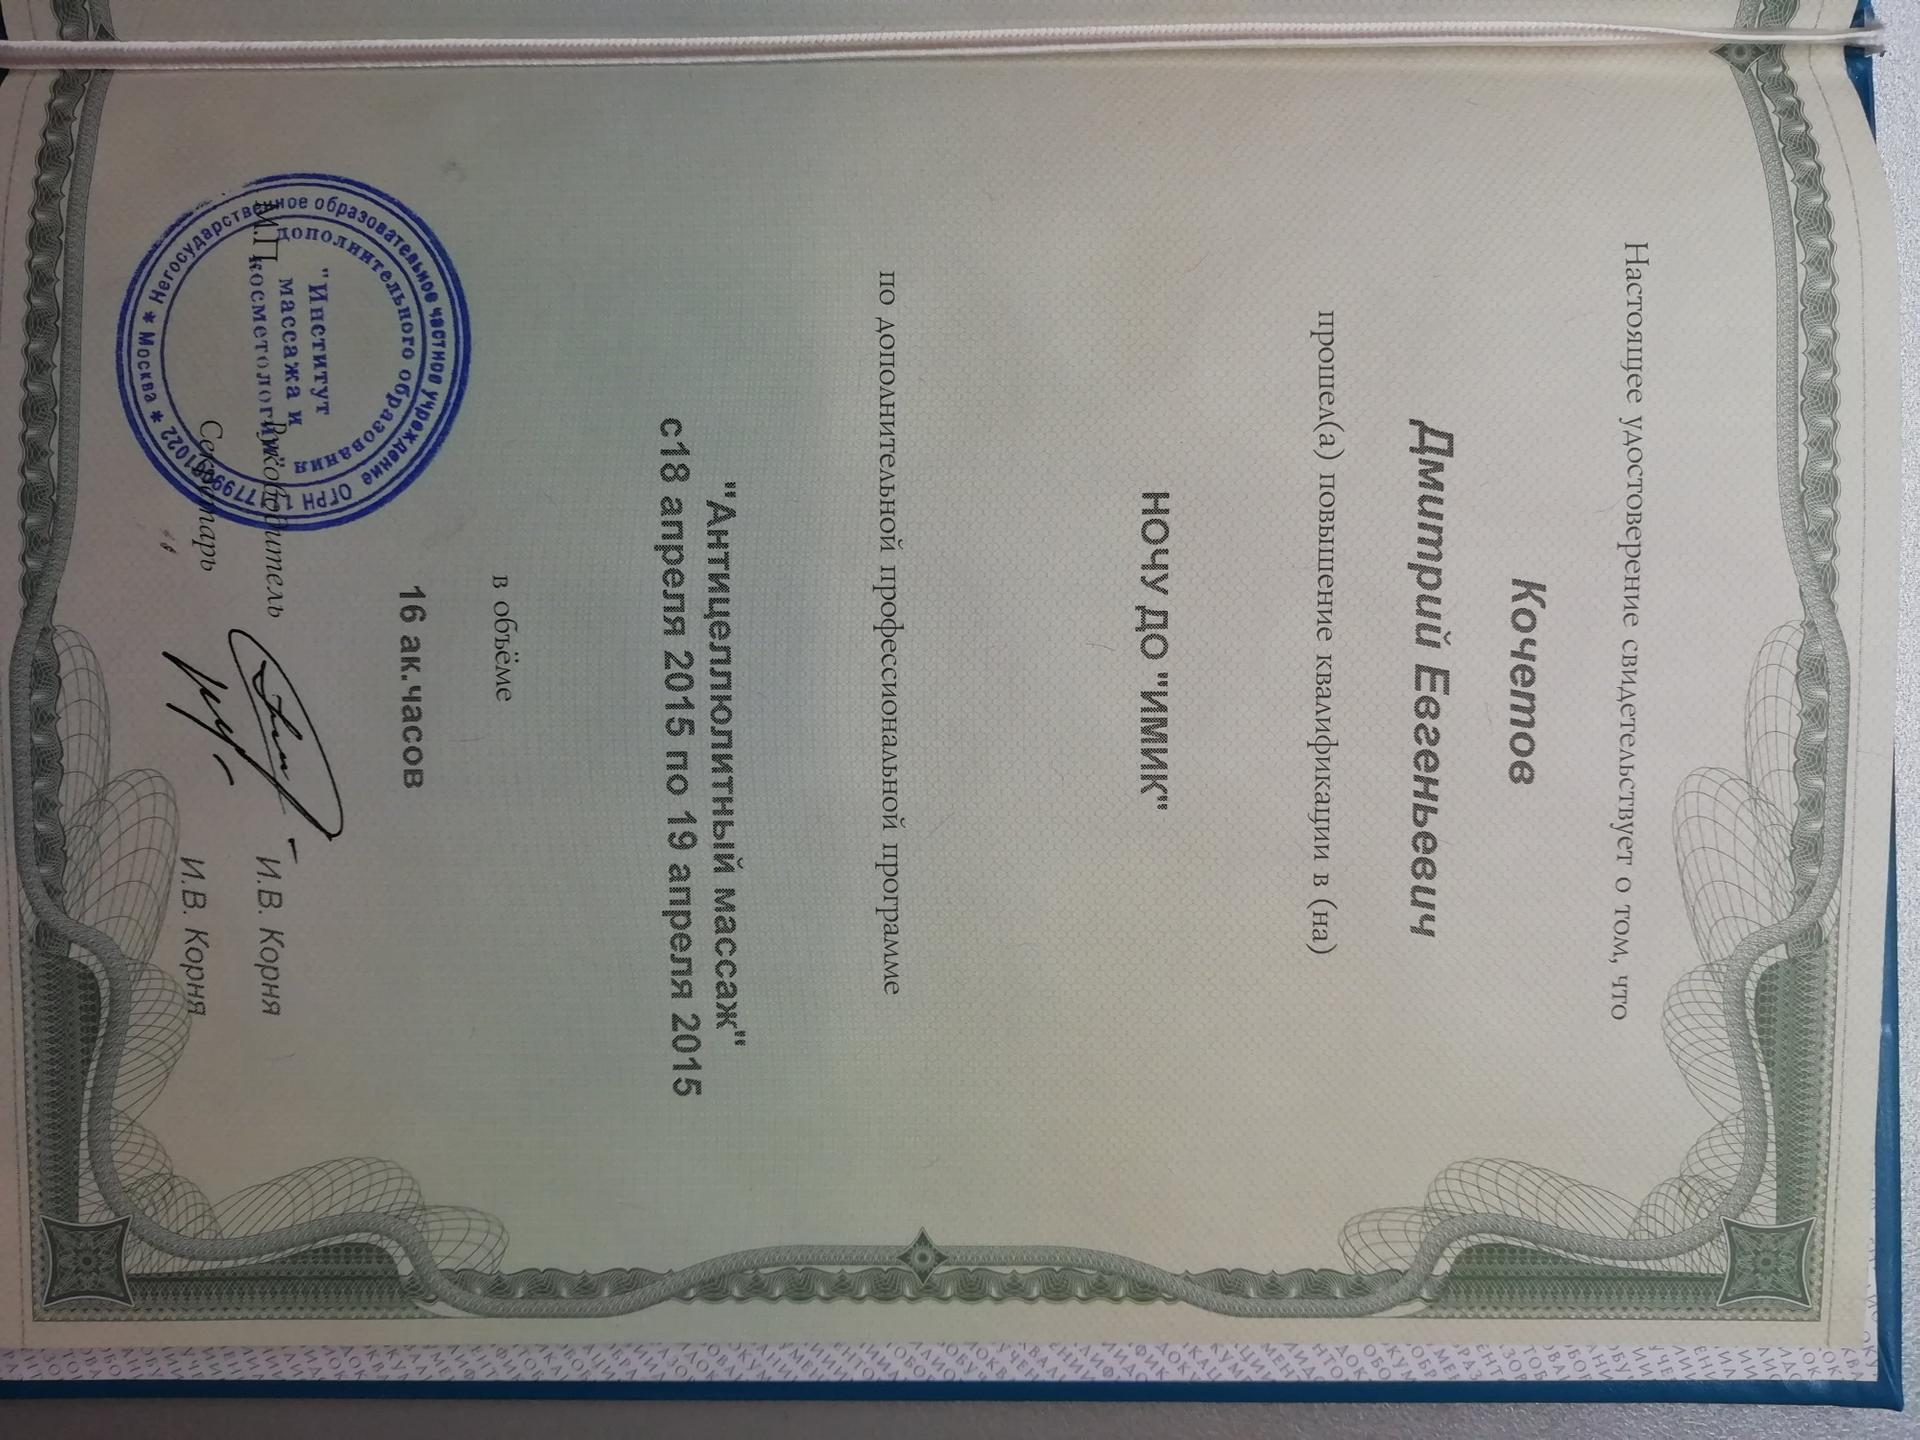 Настоящее удостоверение свидетельствует о том, что
Кочетов
Дмитрий Евгеньевич
прошел(а) повышение квалификации в (на)
НОЧУ ДО "ИМИК"
по дополнительной профессиональной программе
"Антицеллюлитный массаж"
с18 апреля 2015 по 19 апреля 2015
в объёме
16 ак.часов
М.П.
Руководитель
И.В. Корня
Секретарь
И.В. Корня
Негосударственное образовательное частное учреждение
дополнительного образования
"Институт
массажа и
косметологии"
* Москва *
ОГРН